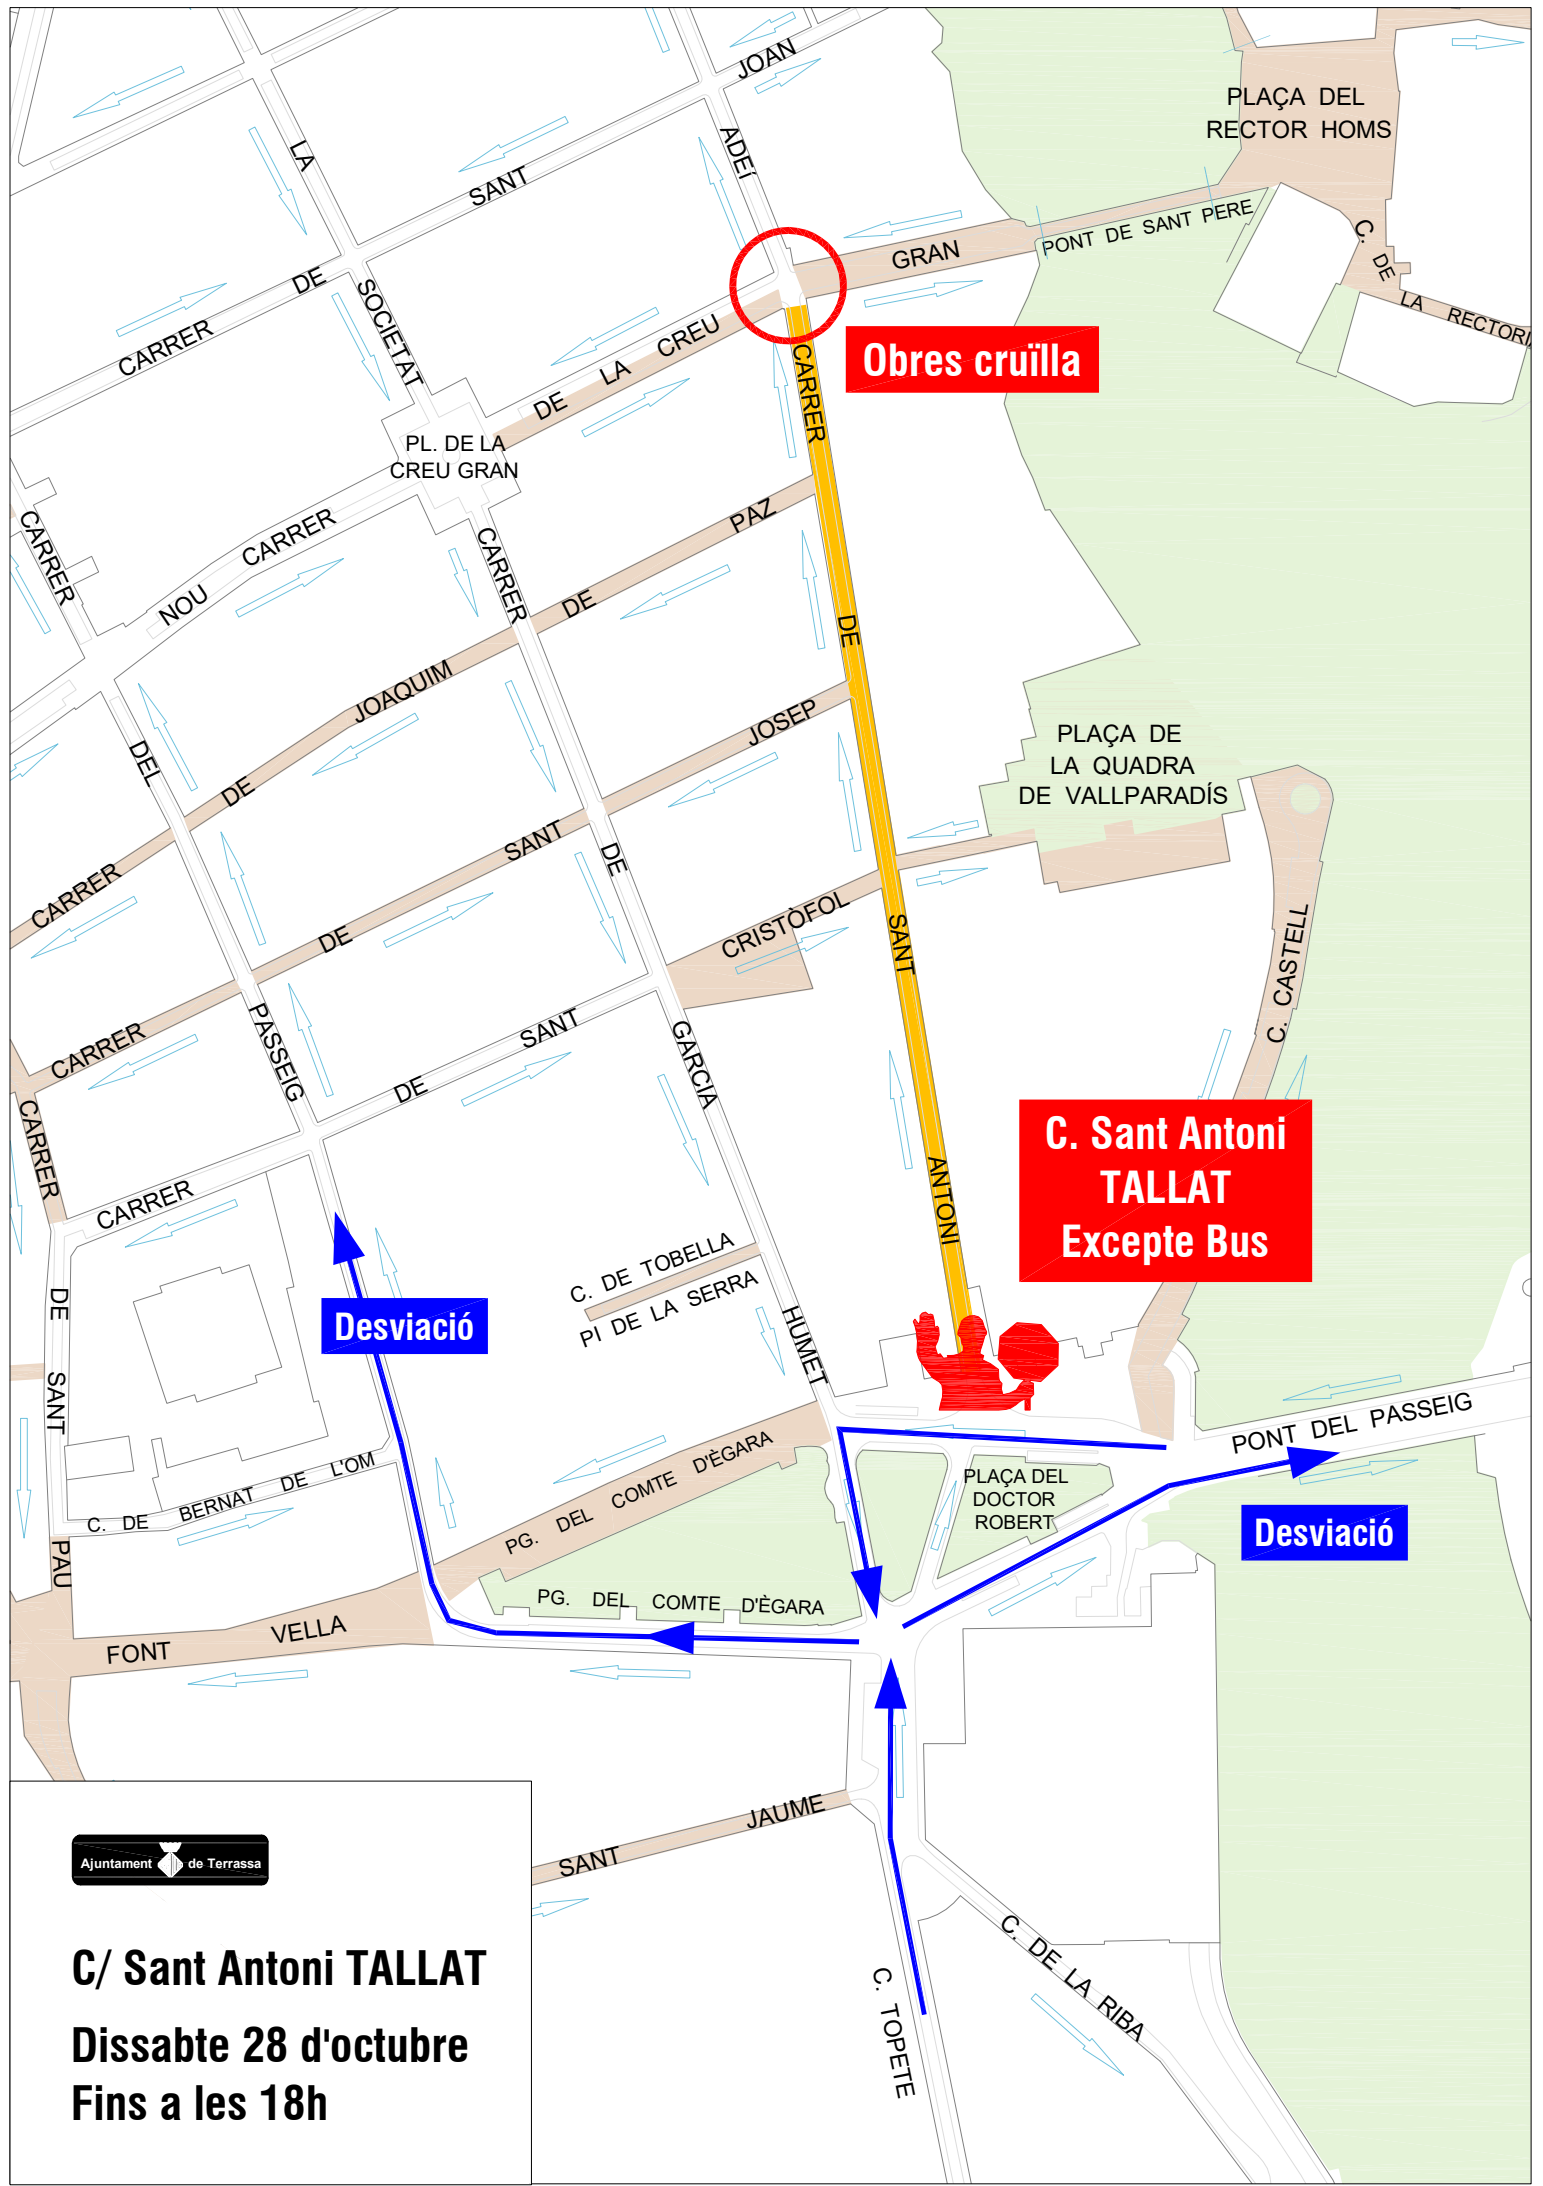 JOAN
PLAÇA DEL
RECTOR HOMS
ADEÍ
LA
SANT
PONT DE SANT PERE
C. DE LA RECTORI
GRAN
DE
SOCIETAT
CARRER
LA CREU
DE
Obres cruïlla
CARRER
PL. DE LA
CREU GRAN
CARRER
CARRER
NOU
CARRER
PAZ
DE
DE
JOAQUIM
DE
CARRER
DEL
JOSEP
SANT
DE
CARRER
PLAÇA DE
LA QUADRA
DE VALLPARADÍS
DE
CRISTÒFOL
SANT
C. CASTELL
PASSEIG
SANT
DE
CARRER
GARCIA
CARRER
ANTONI
C. Sant Antoni
TALLAT
Excepte Bus
C. DE TOBELLA
PI DE LA SERRA
HUMET
DE
SANT
PAU
Desviació
PONT DEL PASSEIG
C. DE BERNAT DE L'OM
PG. DEL COMTE D'ÈGARA
PLAÇA DEL
DOCTOR
ROBERT
Desviació
PG. DEL COMTE D'ÈGARA
FONT VELLA
SANT JAUME
C. DE LA RIBA
C. TOPETE
Ajuntament de Terrassa
C/ Sant Antoni TALLAT
Dissabte 28 d'octubre
Fins a les 18h